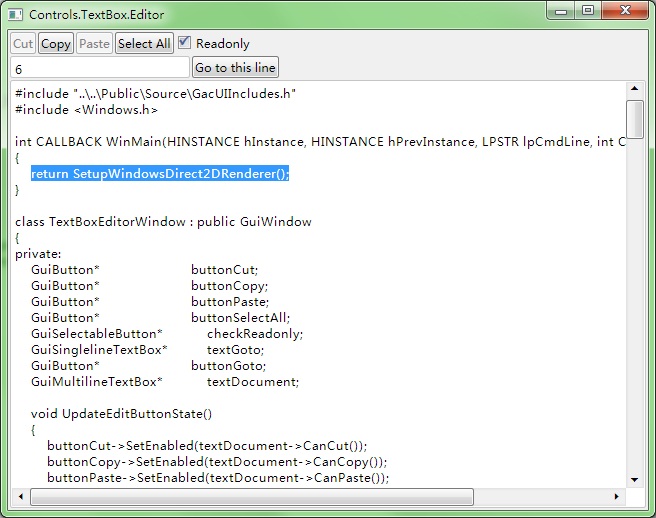 Controls.TextBox.Editor
Cut Copy Paste Select All Readonly
6 Go to this line
#include "..\..\Public\Source\GacUIIncludes.h"
#include <Windows.h>
int CALLBACK WinMain(HINSTANCE hInstance, HINSTANCE hPrevInstance, LPSTR lpCmdLine, int C
{
return SetupWindowsDirect2DRenderer();
}
class TextBoxEditorWindow : public GuiWindow
{
private:
GuiButton* buttonCut;
GuiButton* buttonCopy;
GuiButton* buttonPaste;
GuiButton* buttonSelectAll;
GuiSelectableButton* checkReadonly;
GuiSinglelineTextBox* textGoto;
GuiButton* buttonGoto;
GuiMultilineTextBox* textDocument;
void UpdateEditButtonState()
{
buttonCut->SetEnabled(textDocument->CanCut());
buttonCopy->SetEnabled(textDocument->CanCopy());
buttonPaste->SetEnabled(textDocument->CanPaste());